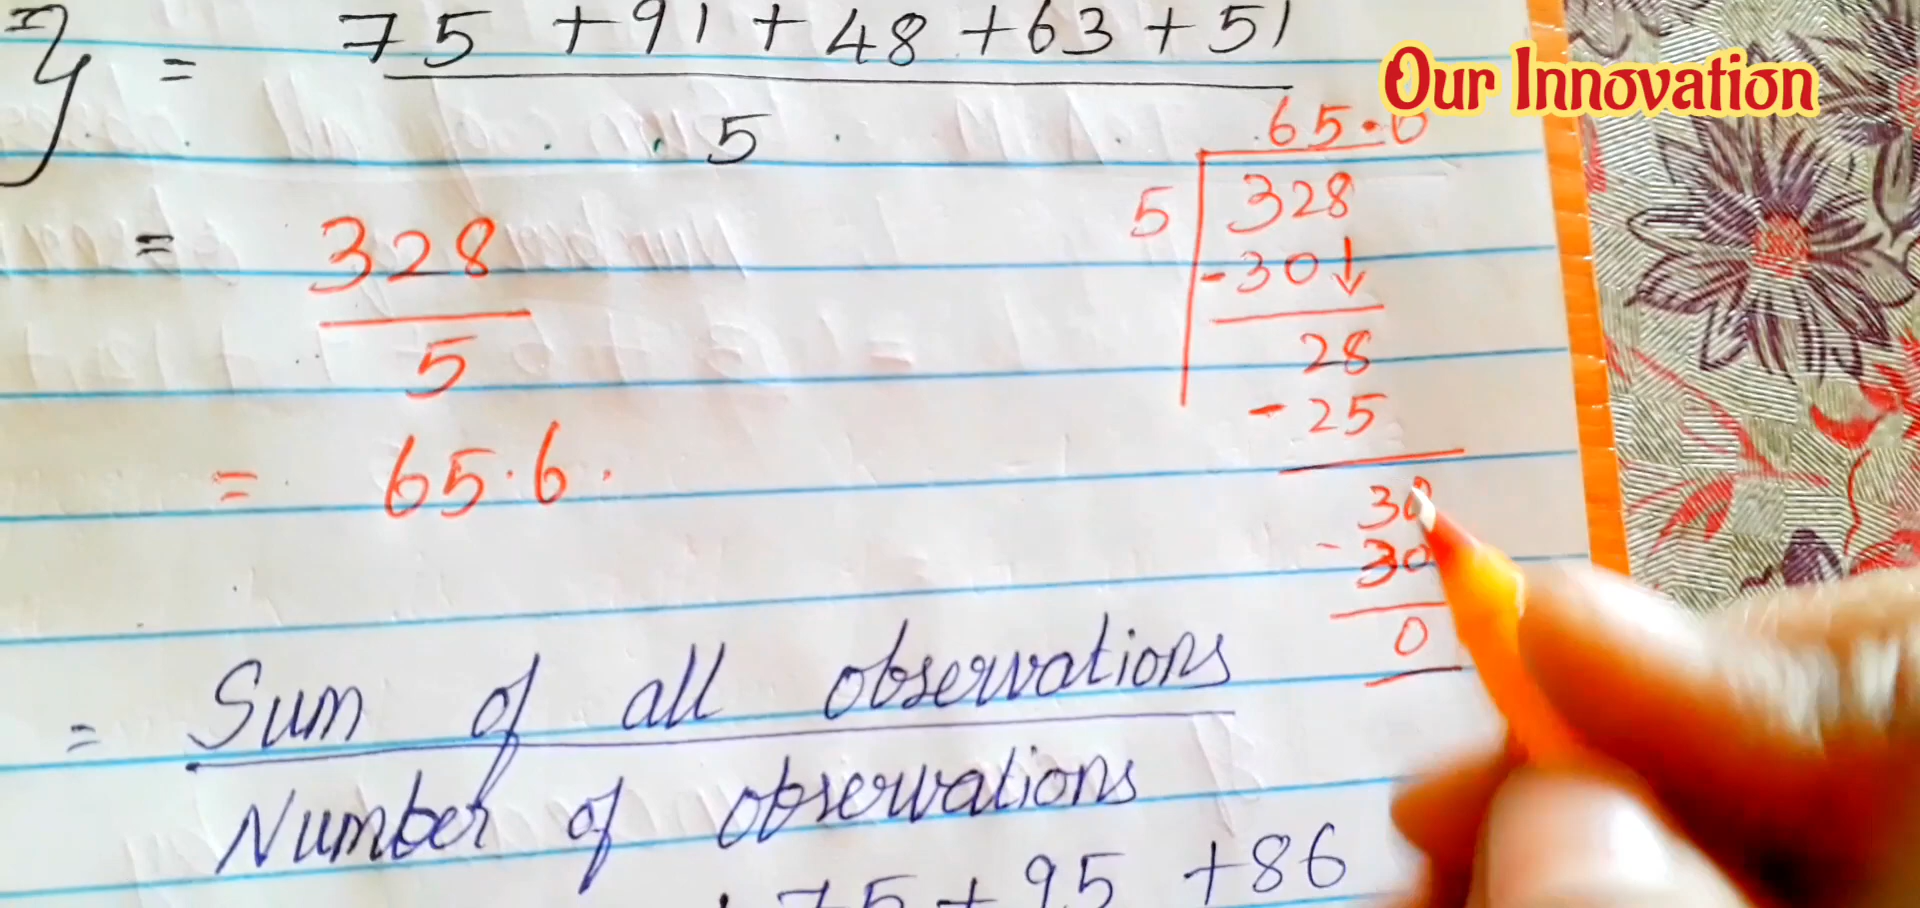 y = 75 + 91 + 48 + 63 + 51
5
Our Innovation
= 328
5
= 65.6.
65.6
5 328
-30↓
28
- 25
30
- 30
0
= Sum of all observations
Number of observations
75 + 95 + 86